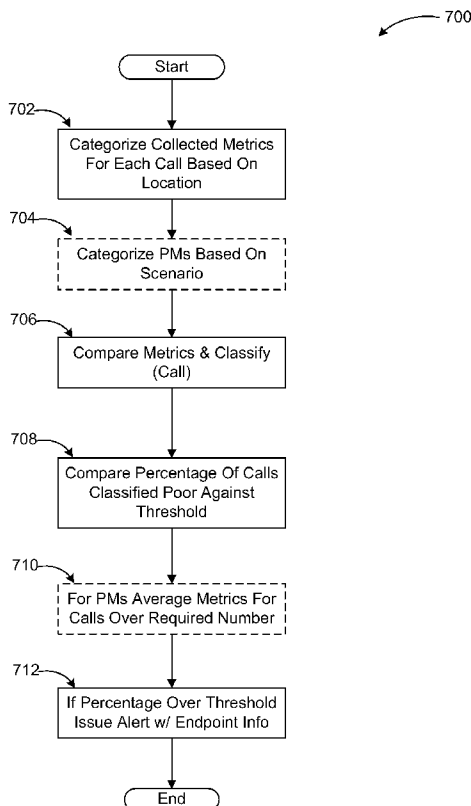 700
Start
702
Categorize Collected Metrics
For Each Call Based On
Location
704
Categorize PMs Based On
Scenario
706
Compare Metrics & Classify
(Call)
708
Compare Percentage Of Calls
Classified Poor Against
Threshold
710
For PMs Average Metrics For
Calls Over Required Number
712
If Percentage Over Threshold
Issue Alert w/ Endpoint Info
End